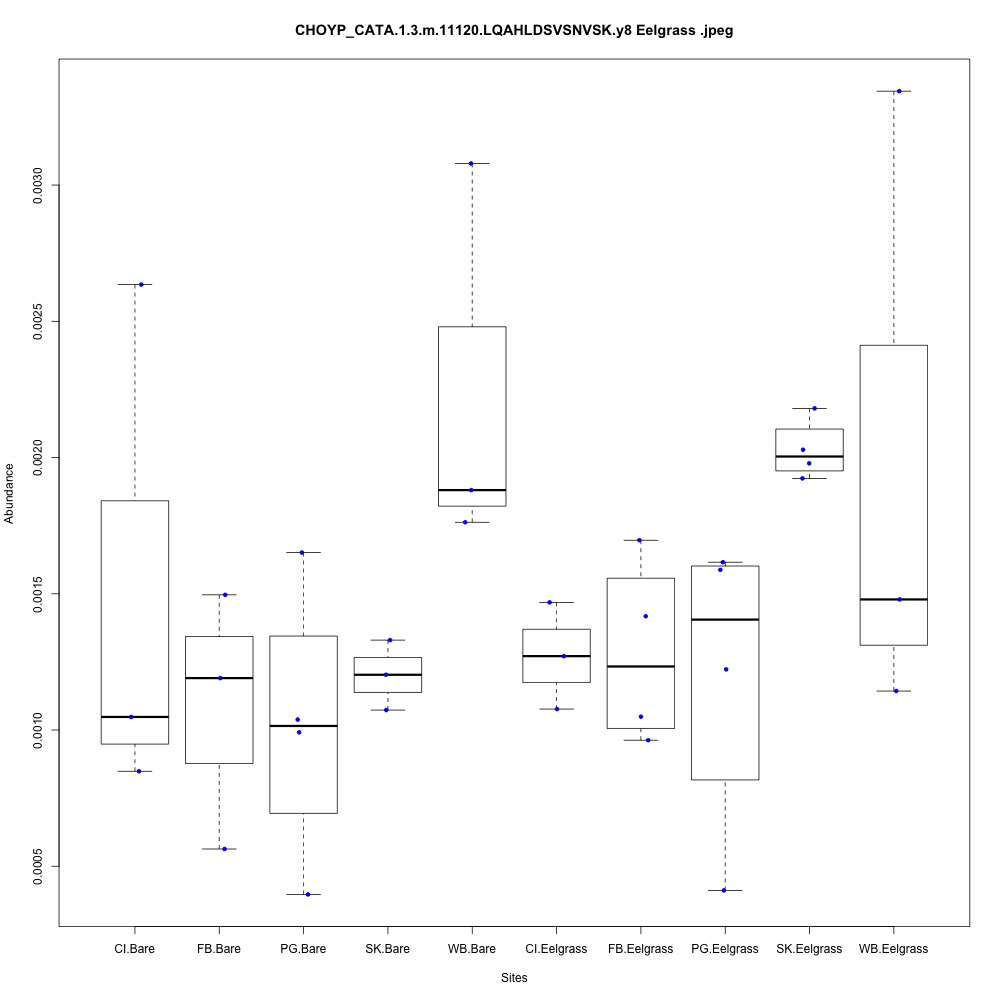 CHOYP_CATA.1.3.m.11120.LQAHLDSVSNVSK.y8 Eelgrass .jpeg
Abundance
0.0030
0.0025
0.0020
0.0015
0.0010
0.0005
CI.Bare FB.Bare PG.Bare SK.Bare WB.Bare CI.Eelgrass FB.Eelgrass PG.Eelgrass SK.Eelgrass WB.Eelgrass
Sites